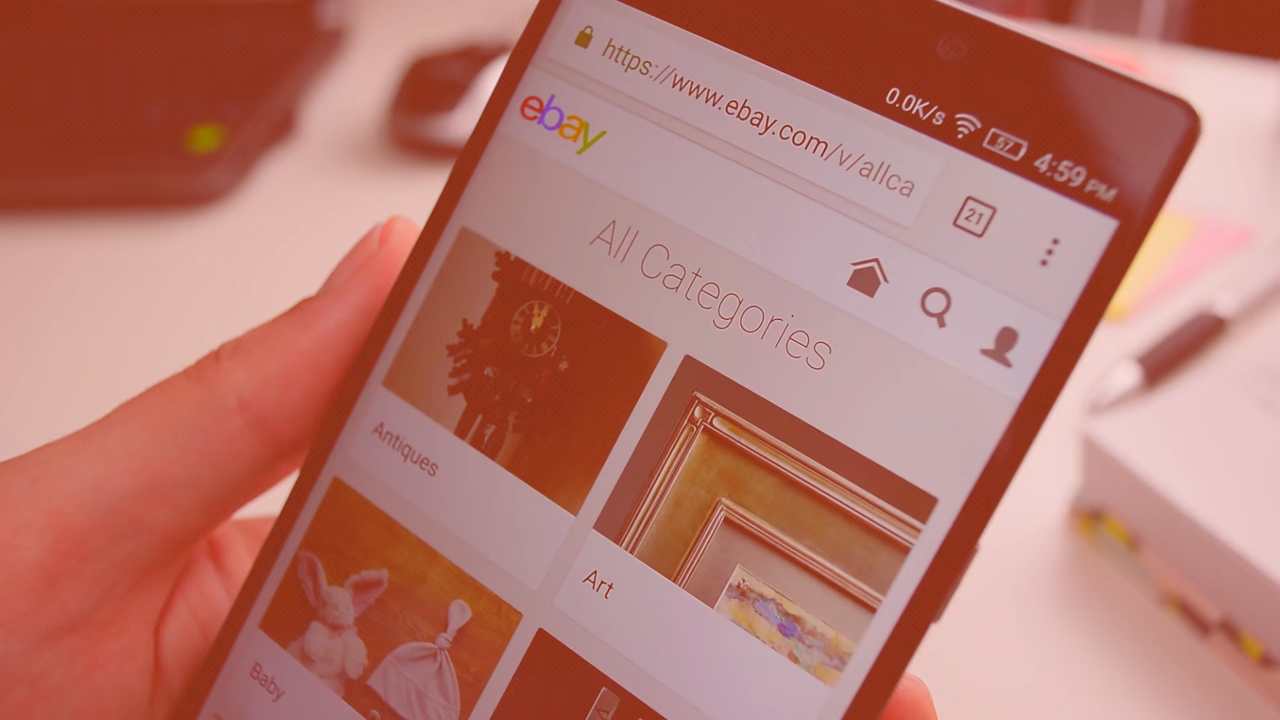 0.0K/s 57 4:59 PM
https://www.ebay.com/v/allca
21
ebay
All Categories
Antiques
Art
Baby